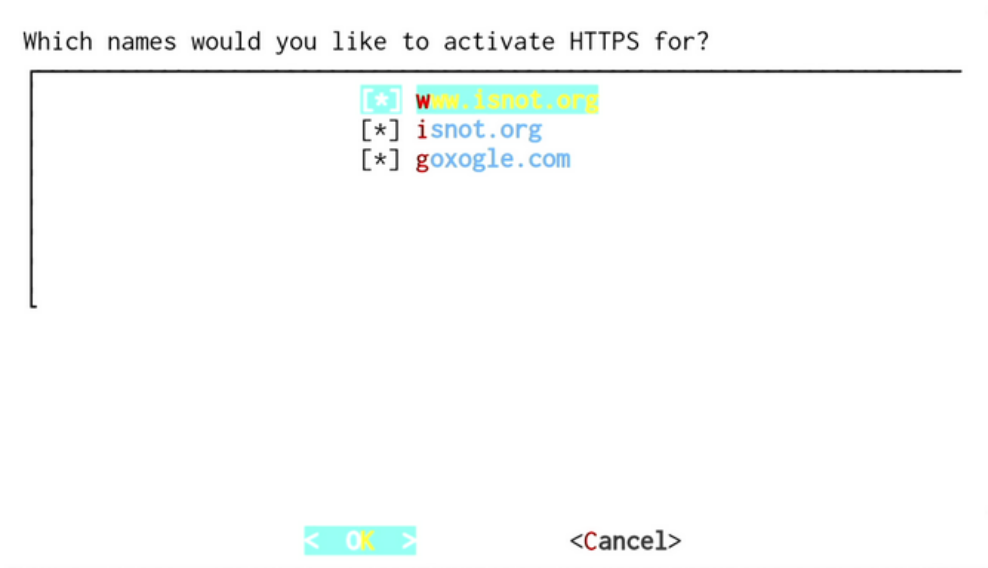 Which names would you like to activate HTTPS for?
[*] www.isnot.org
[*] isnot.org
[*] goxogle.com
< OK > <Cancel>